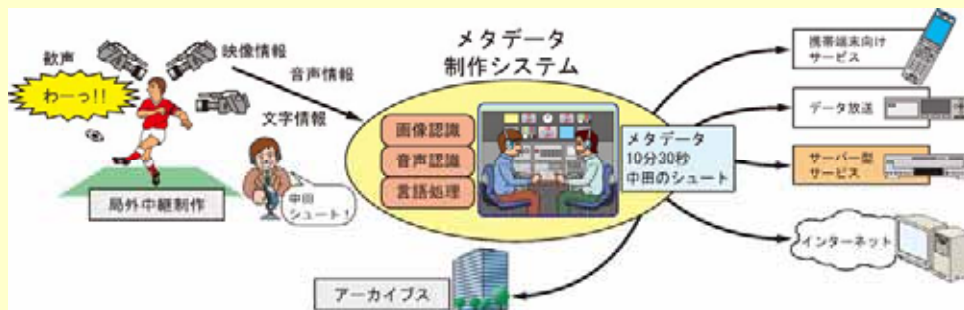 歓声
わーっ!!
映像情報
音声情報
文字情報
局外中継制作
中田
シュート!
メタデータ
制作システム
画像認識
音声認識
言語処理
メタデータ
10分30秒
中田のシュート
携帯端末向け
サービス
データ放送
サーバー型
サービス
インターネット
アーカイブス